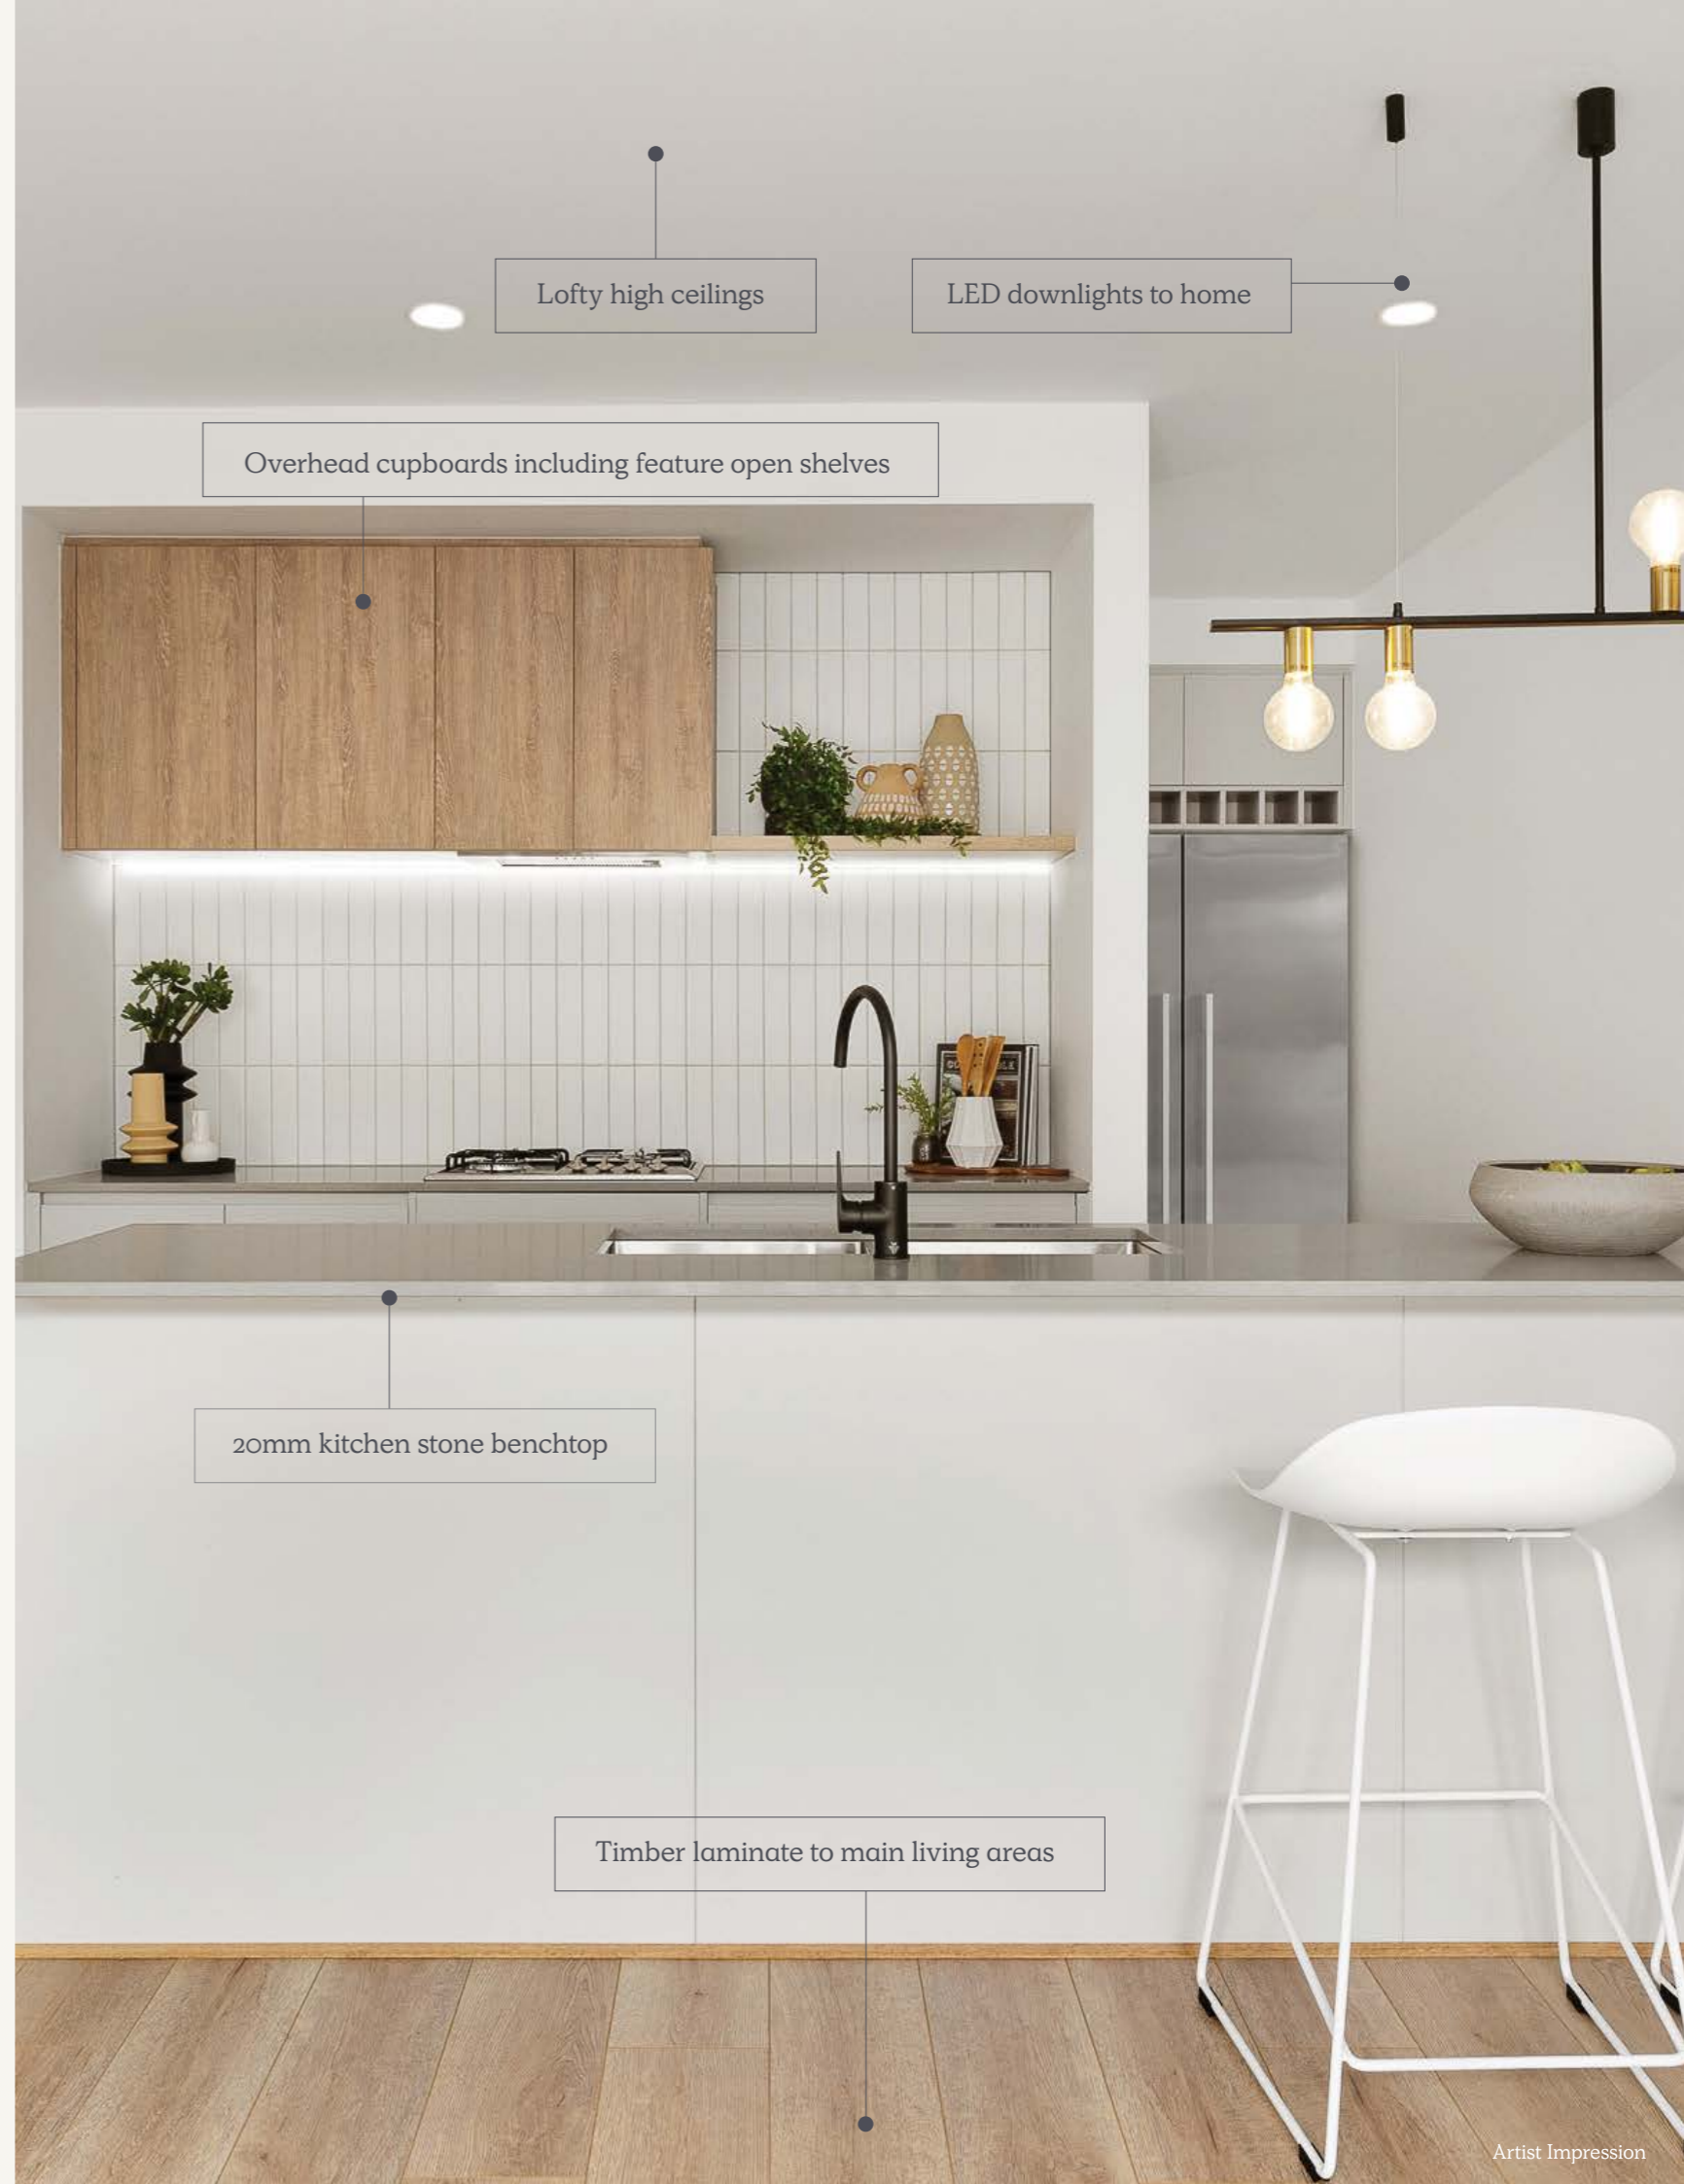 Lofty high ceilings
LED downlights to home
Overhead cupboards including feature open shelves
20mm kitchen stone benchtop
Timber laminate to main living areas
Artist Impression